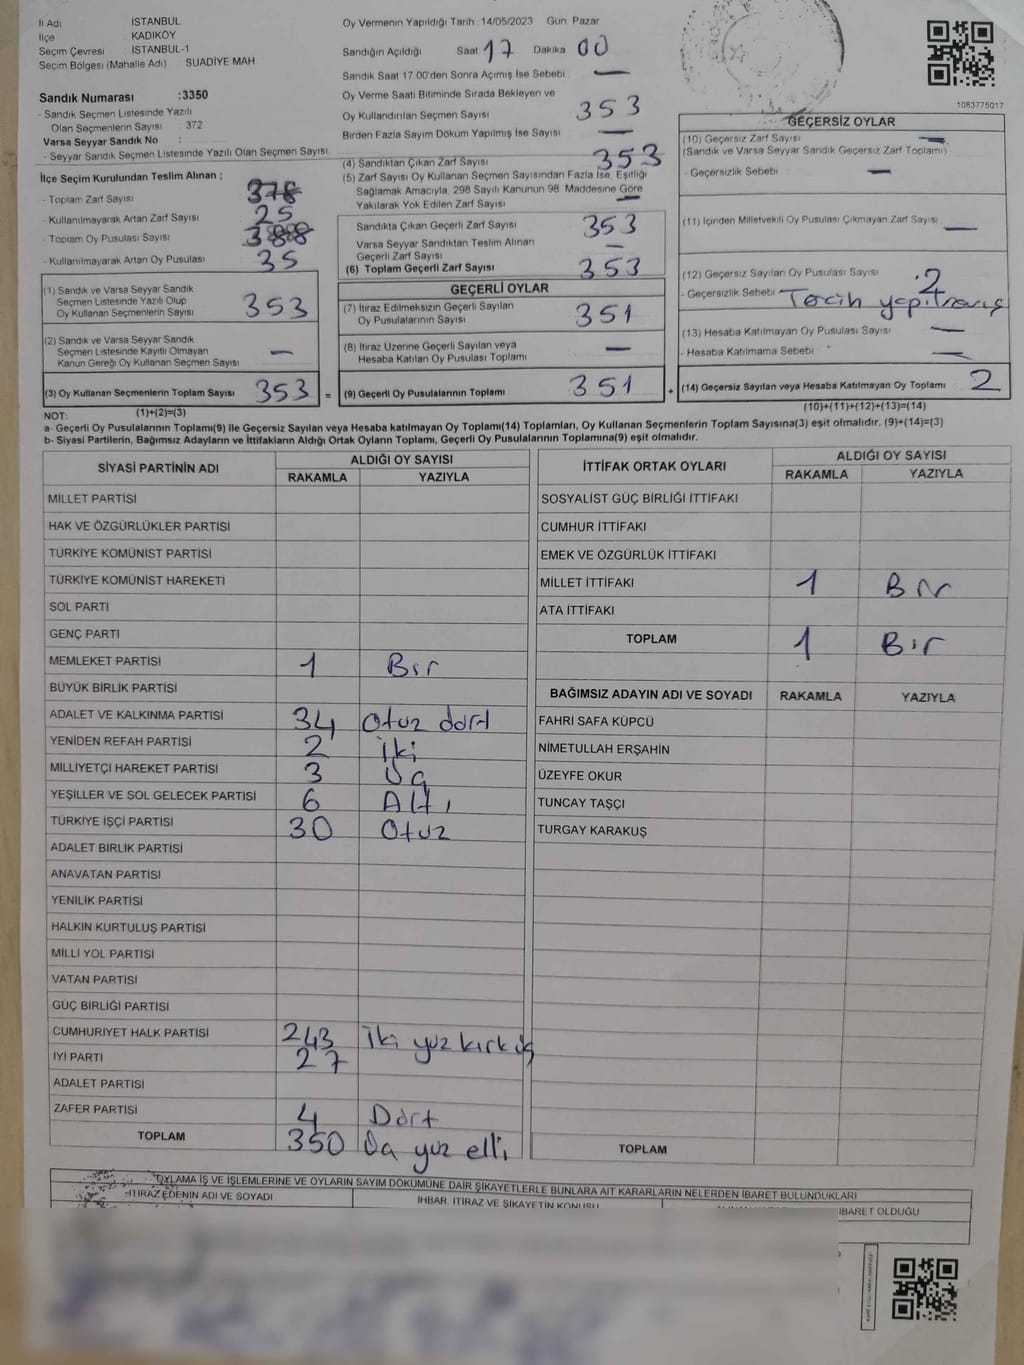 İl Adı İSTANBUL
İlçe KADIKÖY
Seçim Çevresi İSTANBUL-1
Seçim Bölgesi (Mahalle Adı) SUADİYE MAH
Sandık Numarası :3350
- Sandık Seçmen Listesinde Yazılı
Olan Seçmenlerin Sayısı : 372
Varsa Seyyar Sandık No :
- Seyyar Sandık Seçmen Listesinde Yazılı Olan Seçmen Sayısı
İlçe Seçim Kurulundan Teslim Alınan ;
- Toplam Zarf Sayısı 378
- Kullanılmayarak Artan Zarf Sayısı 25
- Toplam Oy Pusulası Sayısı
- Kullanılmayarak Artan Oy Pusulası 35
(1) Sandık ve Varsa Seyyar Sandık
Seçmen Listesinde Yazılı Olup
Oy Kullanan Seçmenlerin Sayısı 353
(2) Sandık ve Varsa Seyyar Sandık
Seçmen Listesinde Kayıtlı Olmayan
Kanun Gereği Oy Kullanan Seçmen Sayısı —
(3) Oy Kullanan Seçmenlerin Toplam Sayısı 353 =
Oy Vermenin Yapıldığı Tarih : 14/05/2023 Gün: Pazar
Sandığın Açıldığı Saat 17 Dakika 00
Sandık Saat 17.00'den Sonra Açımış İse Sebebi : —
Oy Verme Saati Bitiminde Sırada Bekleyen ve
Oy Kullandırılan Seçmen Sayısı 353
Birden Fazla Sayım Döküm Yapılmış İse Sayısı —
(4) Sandıktan Çıkan Zarf Sayısı 353
(5) Zarf Sayısı Oy Kullanan Seçmen Sayısından Fazla İse, Eşitliği
Sağlamak Amacıyla, 298 Sayılı Kanunun 98. Maddesine Göre
Yakılarak Yok Edilen Zarf Sayısı —
Sandıkta Çıkan Geçerli Zarf Sayısı 353
Varsa Seyyar Sandıktan Teslim Alınan
Geçerli Zarf Sayısı —
(6) Toplam Geçerli Zarf Sayısı 353
GEÇERLİ OYLAR
(7) İtiraz Edilmeksizin Geçerli Sayılan
Oy Pusulalarının Sayısı 351
(8) İtiraz Üzerine Geçerli Sayılan veya
Hesaba Katılan Oy Pusulası Toplamı —
(9) Geçerli Oy Pusulalarının Toplamı 351 +
1083775017
GEÇERSİZ OYLAR
(10) Geçersiz Zarf Sayısı —
(Sandık ve Varsa Seyyar Sandık Geçersiz Zarf Toplamı)
- Geçersizlik Sebebi —
(11) İçinden Milletvekili Oy Pusulası Çıkmayan Zarf Sayısı —
(12) Geçersiz Sayılan Oy Pusulası Sayısı 2
- Geçersizlik Sebebi Tercih
(13) Hesaba Katılmayan Oy Pusulası Sayısı —
- Hesaba Katılmama Sebebi —
(14) Geçersiz Sayılan veya Hesaba Katılmayan Oy Toplamı 2
NOT: (1)+(2)=(3) (10)+(11)+(12)+(13)=(14)
a- Geçerli Oy Pusulalarının Toplamı(9) ile Geçersiz Sayılan veya Hesaba katılmayan Oy Toplamı(14) Toplamları, Oy Kullanan Seçmenlerin Toplam Sayısına(3) eşit olmalıdır. (9)+(14)=(3)
b- Siyasi Partilerin, Bağımsız Adayların ve İttifakların Aldığı Ortak Oyların Toplamı, Geçerli Oy Pusulalarının Toplamına(9) eşit olmalıdır.
SİYASİ PARTİNİN ADI ALDIĞI OY SAYISI
RAKAMLA YAZIYLA
MİLLET PARTİSİ
HAK VE ÖZGÜRLÜKLER PARTİSİ
TÜRKİYE KOMÜNİST PARTİSİ
TÜRKİYE KOMÜNİST HAREKETİ
SOL PARTİ
GENÇ PARTİ
MEMLEKET PARTİSİ 1 Bir
BÜYÜK BİRLİK PARTİSİ
ADALET VE KALKINMA PARTİSİ 34 Otuz dört
YENİDEN REFAH PARTİSİ 2 İki
MİLLİYETÇİ HAREKET PARTİSİ 3 Üç
YEŞİLLER VE SOL GELECEK PARTİSİ 6 Altı
TÜRKİYE İŞÇİ PARTİSİ 30 Otuz
ADALET BİRLİK PARTİSİ
ANAVATAN PARTİSİ
YENİLİK PARTİSİ
HALKIN KURTULUŞ PARTİSİ
MİLLİ YOL PARTİSİ
VATAN PARTİSİ
GÜÇ BİRLİĞİ PARTİSİ
CUMHURİYET HALK PARTİSİ 243 İki yüz kırk üç
İYİ PARTİ 27
ADALET PARTİSİ
ZAFER PARTİSİ 4 Dört
TOPLAM 350 Üç yüz elli
İTTİFAK ORTAK OYLARI ALDIĞI OY SAYISI
RAKAMLA YAZIYLA
SOSYALİST GÜÇ BİRLİĞİ İTTİFAKI
CUMHUR İTTİFAKI
EMEK VE ÖZGÜRLÜK İTTİFAKI
MİLLET İTTİFAKI 1 Bir
ATA İTTİFAKI
TOPLAM 1 Bir
BAĞIMSIZ ADAYIN ADI VE SOYADI RAKAMLA YAZIYLA
FAHRİ SAFA KÜPCÜ
NİMETULLAH ERŞAHİN
ÜZEYFE OKUR
TUNCAY TAŞÇI
TURGAY KARAKUŞ
TOPLAM
OYLAMA İŞ VE İŞLEMLERİNE VE OYLARIN SAYIM DÖKÜMÜNE DAİR ŞİKAYETLERLE BUNLARA AİT KARARLARIN NELERDEN İBARET BULUNDUKLARI
İTİRAZ EDENİN ADI VE SOYADI
İHBAR, İTİRAZ VE ŞİKAYETİN KONUSU
İBARET OLDUĞU